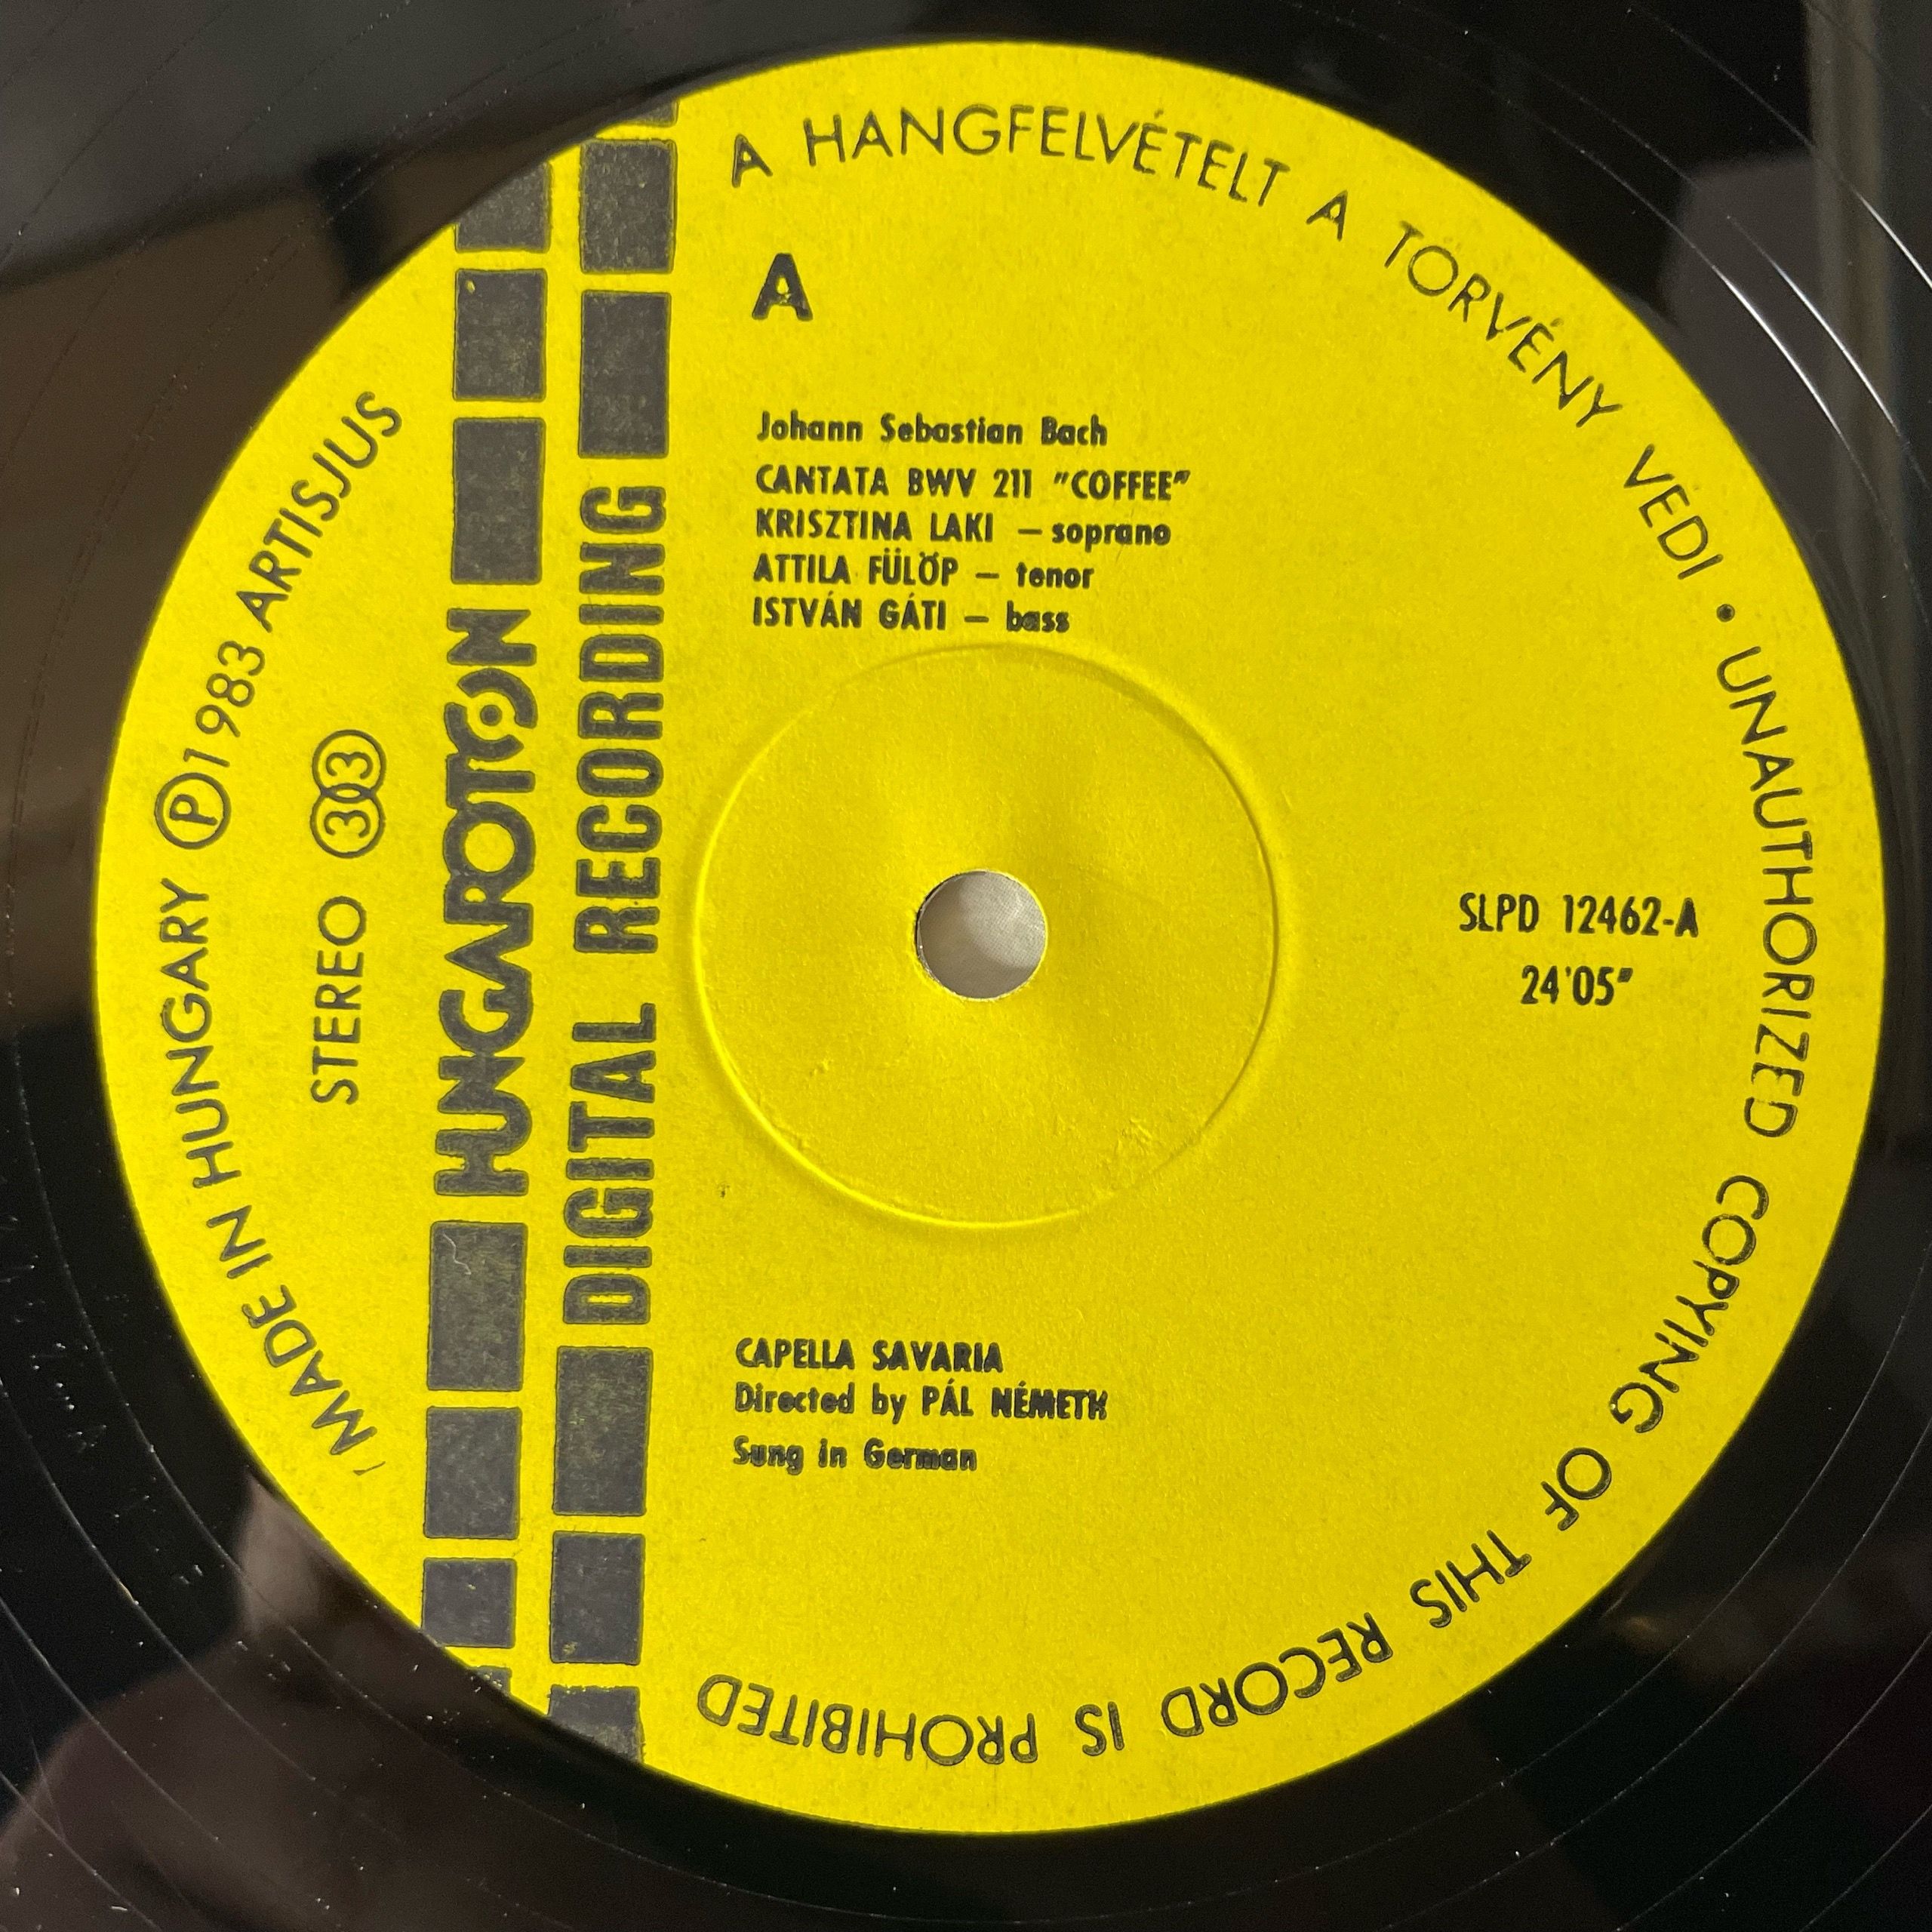 A HANGFELVÉTELT A TÖRVÉNY VÉDI • UNAUTHORIZED COPYING OF THIS RECORD IS PROHIBITED
MADE IN HUNGARY Ⓟ 1983 ARTISJUS
STEREO 33
HUNGAROTON
DIGITAL RECORDING
A
Johann Sebastian Bach
CANTATA BWV 211 "COFFEE"
KRISZTINA LAKI – soprano
ATTILA FÜLÖP – tenor
ISTVÁN GÁTI – bass
SLPD 12462-A
24'05"
CAPELLA SAVARIA
Directed by PÁL NÉMETH
Sung in German